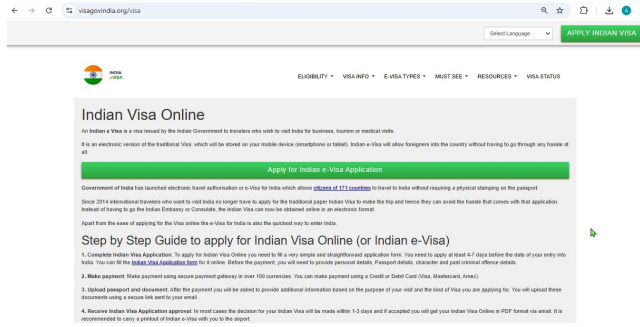 visagovindia.org/visa
Select Language
APPLY INDIAN VISA
INDIA
eVISA
ELIGIBILITY
VISA INFO
E-VISA TYPES
MUST SEE
RESOURCES
VISA STATUS
Indian Visa Online
An Indian e Visa is a visa issued by the Indian Government to travelers who wish to visit India for business, tourism or medical visits.
It is an electronic version of the traditional Visa, which will be stored on your mobile device (smartphone or tablet). Indian e-Visa will allow foreigners into the country without having to go through any hassle at
all.
Apply for Indian e-Visa Application
Government of India has launched electronic travel authorisation or e-Visa for India which allows citizens of 171 countries to travel to India without requiring a physical stamping on the passport.
Since 2014 international travelers who want to visit India no longer have to apply for the traditional paper Indian Visa to make the trip and hence they can avoid the hassle that comes with that application.
Instead of having to go the Indian Embassy or Consulate, the Indian Visa can now be obtained online in an electronic format.
Apart from the ease of applying for the Visa online the e-Visa for India is also the quickest way to enter India.
Step by Step Guide to apply for Indian Visa Online (or Indian e-Visa)
1. Complete Indian Visa Application: To apply for Indian Visa Online you need to fill a very simple and straightforward application form. You need to apply at least 4-7 days before the date of your entry into
India. You can fill the Indian Visa Application form for it online. Before the payment, you will need to provide personal details, Passport details, character and past criminal offence details.
2. Make payment: Make payment using secure payment gateway in over 100 currencies. You can make payment using a Credit or Debit Card (Visa, Mastercard, Amex).
3. Upload passport and document: After the payment you will be asked to provide additional information based on the purpose of your visit and the kind of Visa you are applying for. You will upload these
documents using a secure link sent to your email.
4. Receive Indian Visa Application approval: In most cases the decision for your Indian Visa will be made within 1-3 days and if accepted you will get your Indian Visa Online in PDF format via email. It is
recommended to carry a printout of Indian e-Visa with you to the airport.